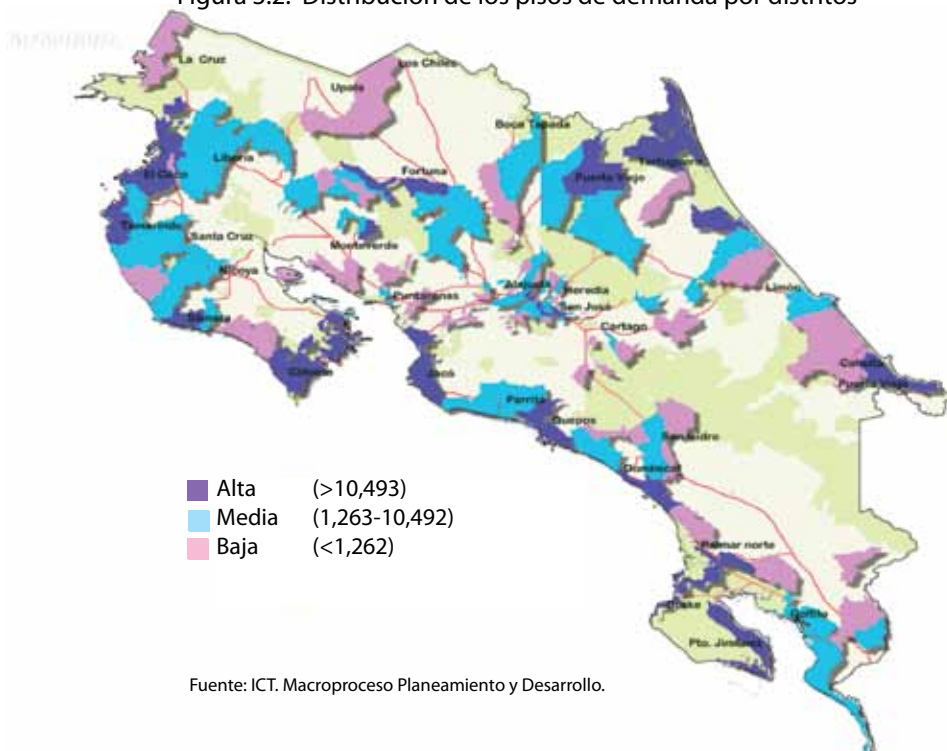 Figura 3.2. Distribución de los pisos de demanda por distritos
La Cruz
Los Chiles
Upala
Boca Tapada
Liberia
Fortuna
Tortuguero
El Coco
Puerto Viejo
Tamarindo
Santa Cruz
Monteverde
Nicoya
Alajuela
Heredia
Limón
Puntarenas
San José
Sámara
Cartago
Cahuita
Cóbano
Jacó
Puerto Viejo
Parrita
Quepos
San Isidro
Dominical
Alta (>10,493)
Media (1,263-10,492)
Baja (<1,262)
Palmar norte
Drake
Golfito
Pto. Jiménez
Fuente: ICT. Macroproceso Planeamiento y Desarrollo.